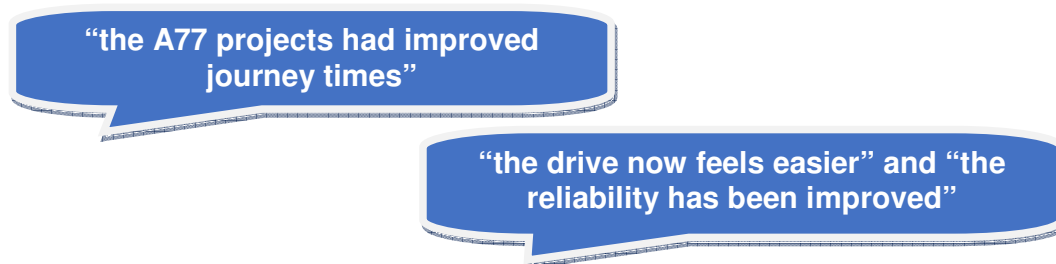 “the A77 projects had improved
journey times”
“the drive now feels easier” and “the
reliability has been improved”